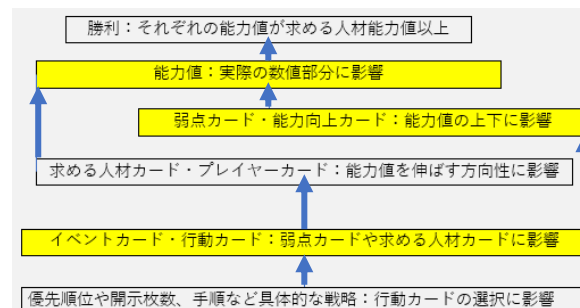 勝利：それぞれの能力値が求める人材能力値以上
能力値：実際の数値部分に影響
弱点カード・能力向上カード：能力値の上下に影響
求める人材カード・プレイヤーカード：能力値を伸ばす方向性に影響
イベントカード・行動カード：弱点カードや求める人材カードに影響
優先順位や開示枚数、手順など具体的な戦略：行動カードの選択に影響